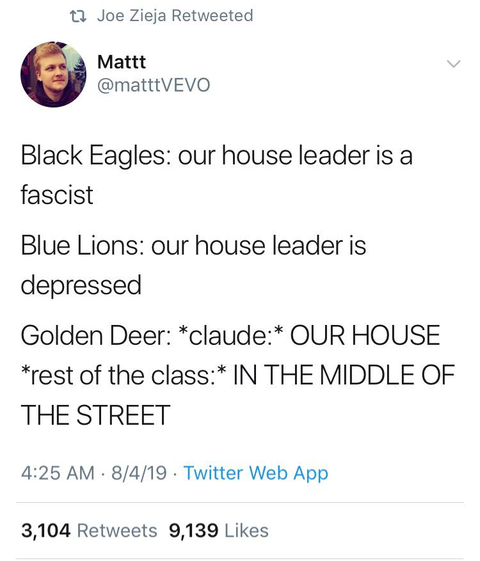 Joe Zieja Retweeted
Mattt
@matttVEVO
Black Eagles: our house leader is a
fascist
Blue Lions: our house leader is
depressed
Golden Deer: *claude:* OUR HOUSE
*rest of the class:* IN THE MIDDLE OF
THE STREET
4:25 AM · 8/4/19 · Twitter Web App
3,104 Retweets 9,139 Likes